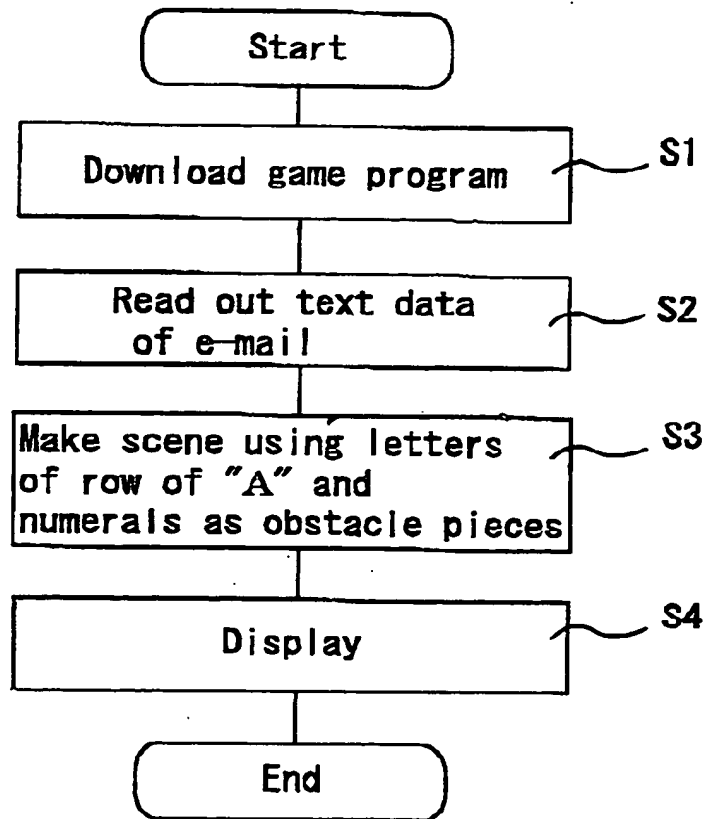 Start
Download game program
S1
Read out text data
of e-mail
S2
Make scene using letters
of row of "A" and
numerals as obstacle pieces
S3
Display
S4
End